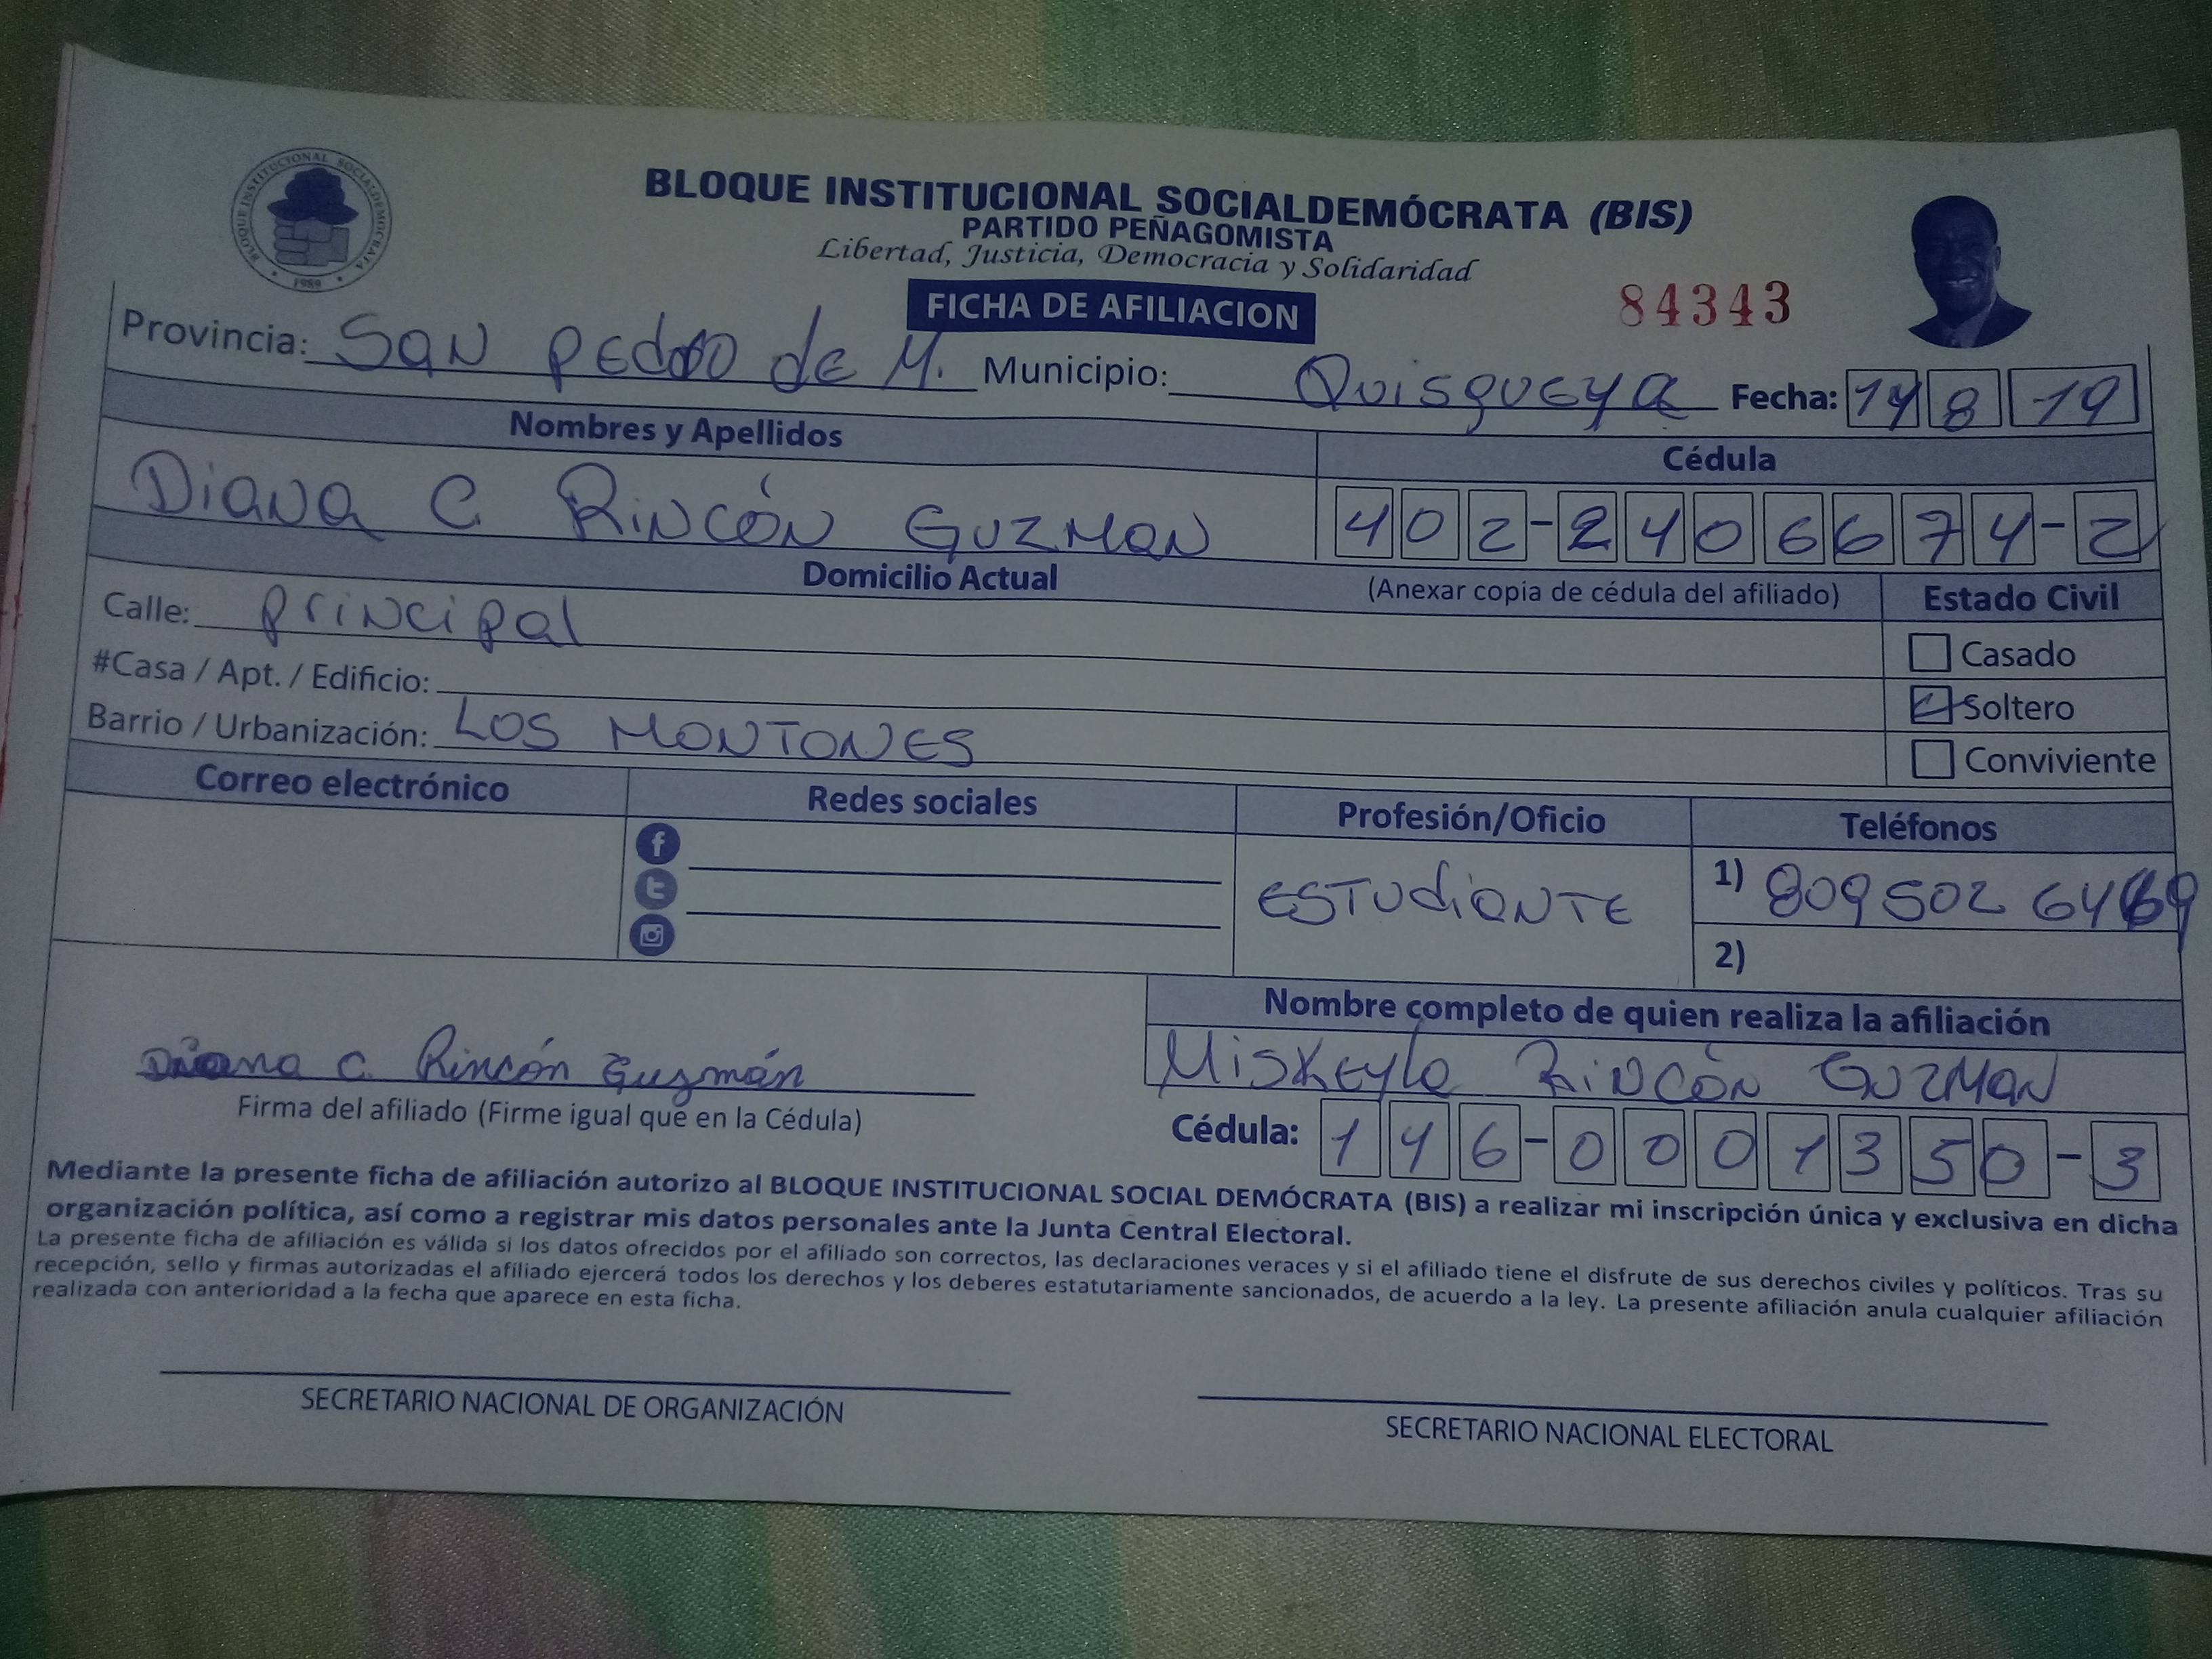 BLOQUE INSTITUCIONAL SOCIALDEMOCRATA
1989
BLOQUE INSTITUCIONAL SOCIALDEMÓCRATA (BIS)
PARTIDO PEÑAGOMISTA
Libertad, Justicia, Democracia y Solidaridad
FICHA DE AFILIACION
84343
Provincia: San Pedro de M. Municipio: Quisqueya Fecha: 14 8 19
Nombres y Apellidos Cédula
Diana C Rincón Guzman 402-2406674-2
Domicilio Actual (Anexar copia de cédula del afiliado) Estado Civil
Calle: principal
Casado
#Casa / Apt. / Edificio:
Soltero
Barrio / Urbanización: Los Montones
Conviviente
Correo electrónico Redes sociales Profesión/Oficio Teléfonos
Estudiante 1) 809 502 6469
2)
Nombre completo de quien realiza la afiliación
Diana C. Rincón Guzmán Miskeyla Rincón Guzman
Firma del afiliado (Firme igual que en la Cédula) Cédula: 146-0001350-3
Mediante la presente ficha de afiliación autorizo al BLOQUE INSTITUCIONAL SOCIAL DEMÓCRATA (BIS) a realizar mi inscripción única y exclusiva en dicha
organización política, así como a registrar mis datos personales ante la Junta Central Electoral.
La presente ficha de afiliación es válida si los datos ofrecidos por el afiliado son correctos, las declaraciones veraces y si el afiliado tiene el disfrute de sus derechos civiles y políticos. Tras su
recepción, sello y firmas autorizadas el afiliado ejercerá todos los derechos y los deberes estatutariamente sancionados, de acuerdo a la ley. La presente afiliación anula cualquier afiliación
realizada con anterioridad a la fecha que aparece en esta ficha.
SECRETARIO NACIONAL DE ORGANIZACIÓN SECRETARIO NACIONAL ELECTORAL